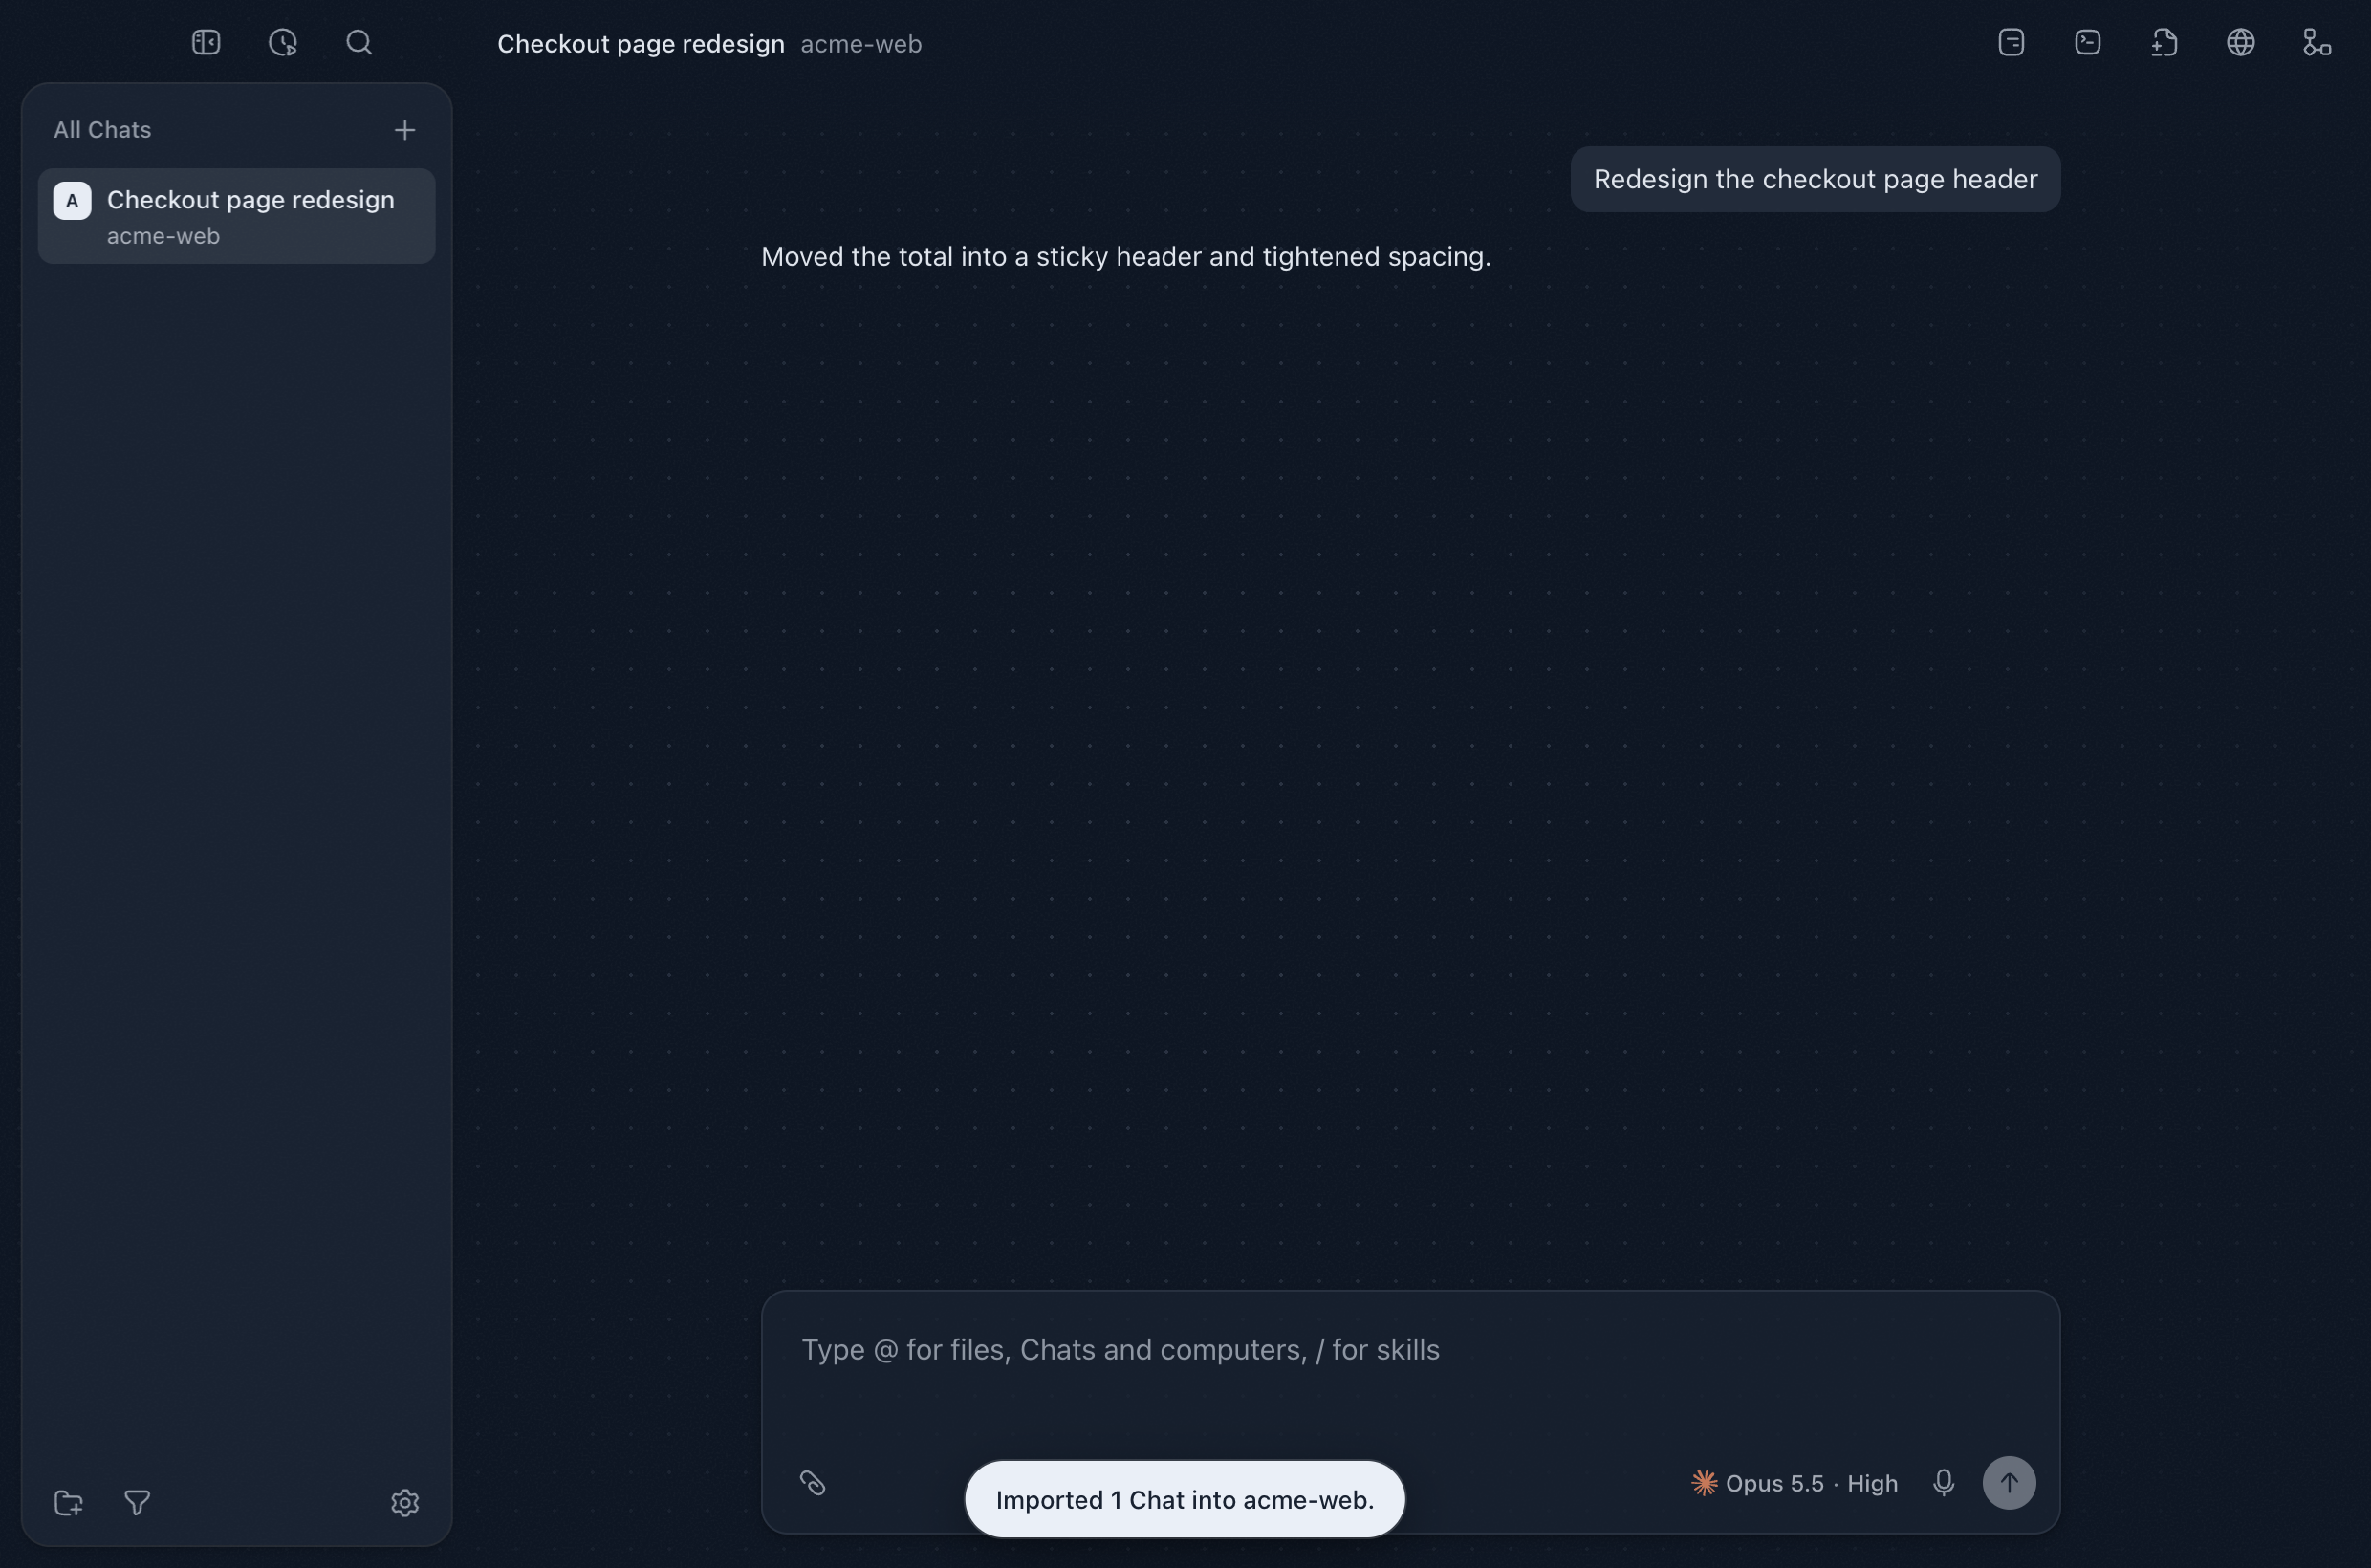 Checkout page redesign acme-web
All Chats
A
Checkout page redesign
acme-web
Redesign the checkout page header
Moved the total into a sticky header and tightened spacing.
Type @ for files, Chats and computers, / for skills
Opus 5.5 · High
Imported 1 Chat into acme-web.